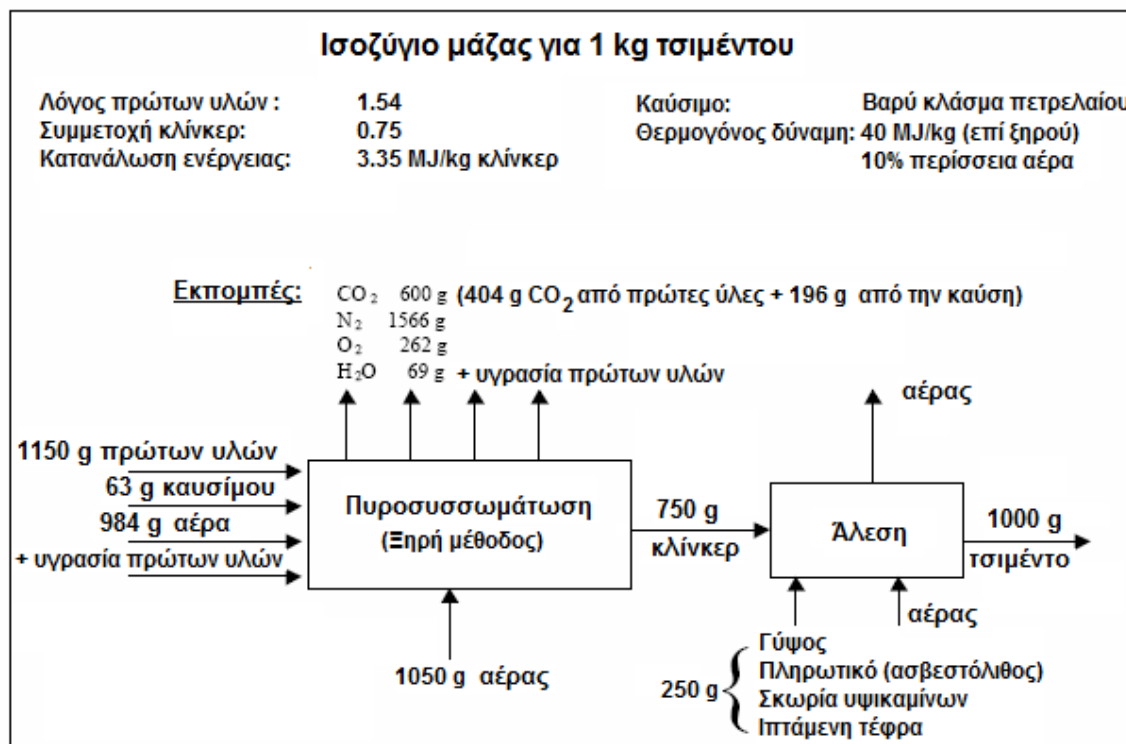 Ισοζύγιο μάζας για 1 kg τσιμέντου
Λόγος πρώτων υλών : 1.54
Συμμετοχή κλίνκερ: 0.75
Κατανάλωση ενέργειας: 3.35 MJ/kg κλίνκερ
Καύσιμο: Βαρύ κλάσμα πετρελαίου
Θερμογόνος δύναμη: 40 MJ/kg (επί ξηρού)
10% περίσσεια αέρα
Εκπομπές: CO₂ 600 g (404 g CO₂ από πρώτες ύλες + 196 g από την καύση)
N₂ 1566 g
O₂ 262 g
H₂O 69 g + υγρασία πρώτων υλών
αέρας
1150 g πρώτων υλών
63 g καυσίμου
984 g αέρα
+ υγρασία πρώτων υλών
Πυροσυσσωμάτωση
(Ξηρή μέθοδος)
750 g
κλίνκερ
Άλεση
1000 g
τσιμέντο
1050 g αέρας
αέρας
250 g
Γύψος
Πληρωτικό (ασβεστόλιθος)
Σκωρία υψικαμίνων
Ιπτάμενη τέφρα